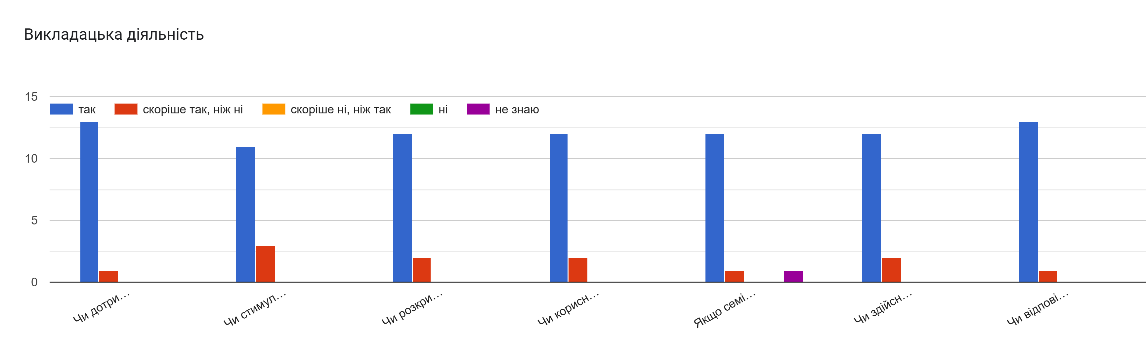 Викладацька діяльність
15
так скоріше так, ніж ні скоріше ні, ніж так ні не знаю
10
5
0
Чи дотри…
Чи стимул…
Чи розкри…
Чи корисн…
Якщо семі…
Чи здійсн…
Чи відпові…